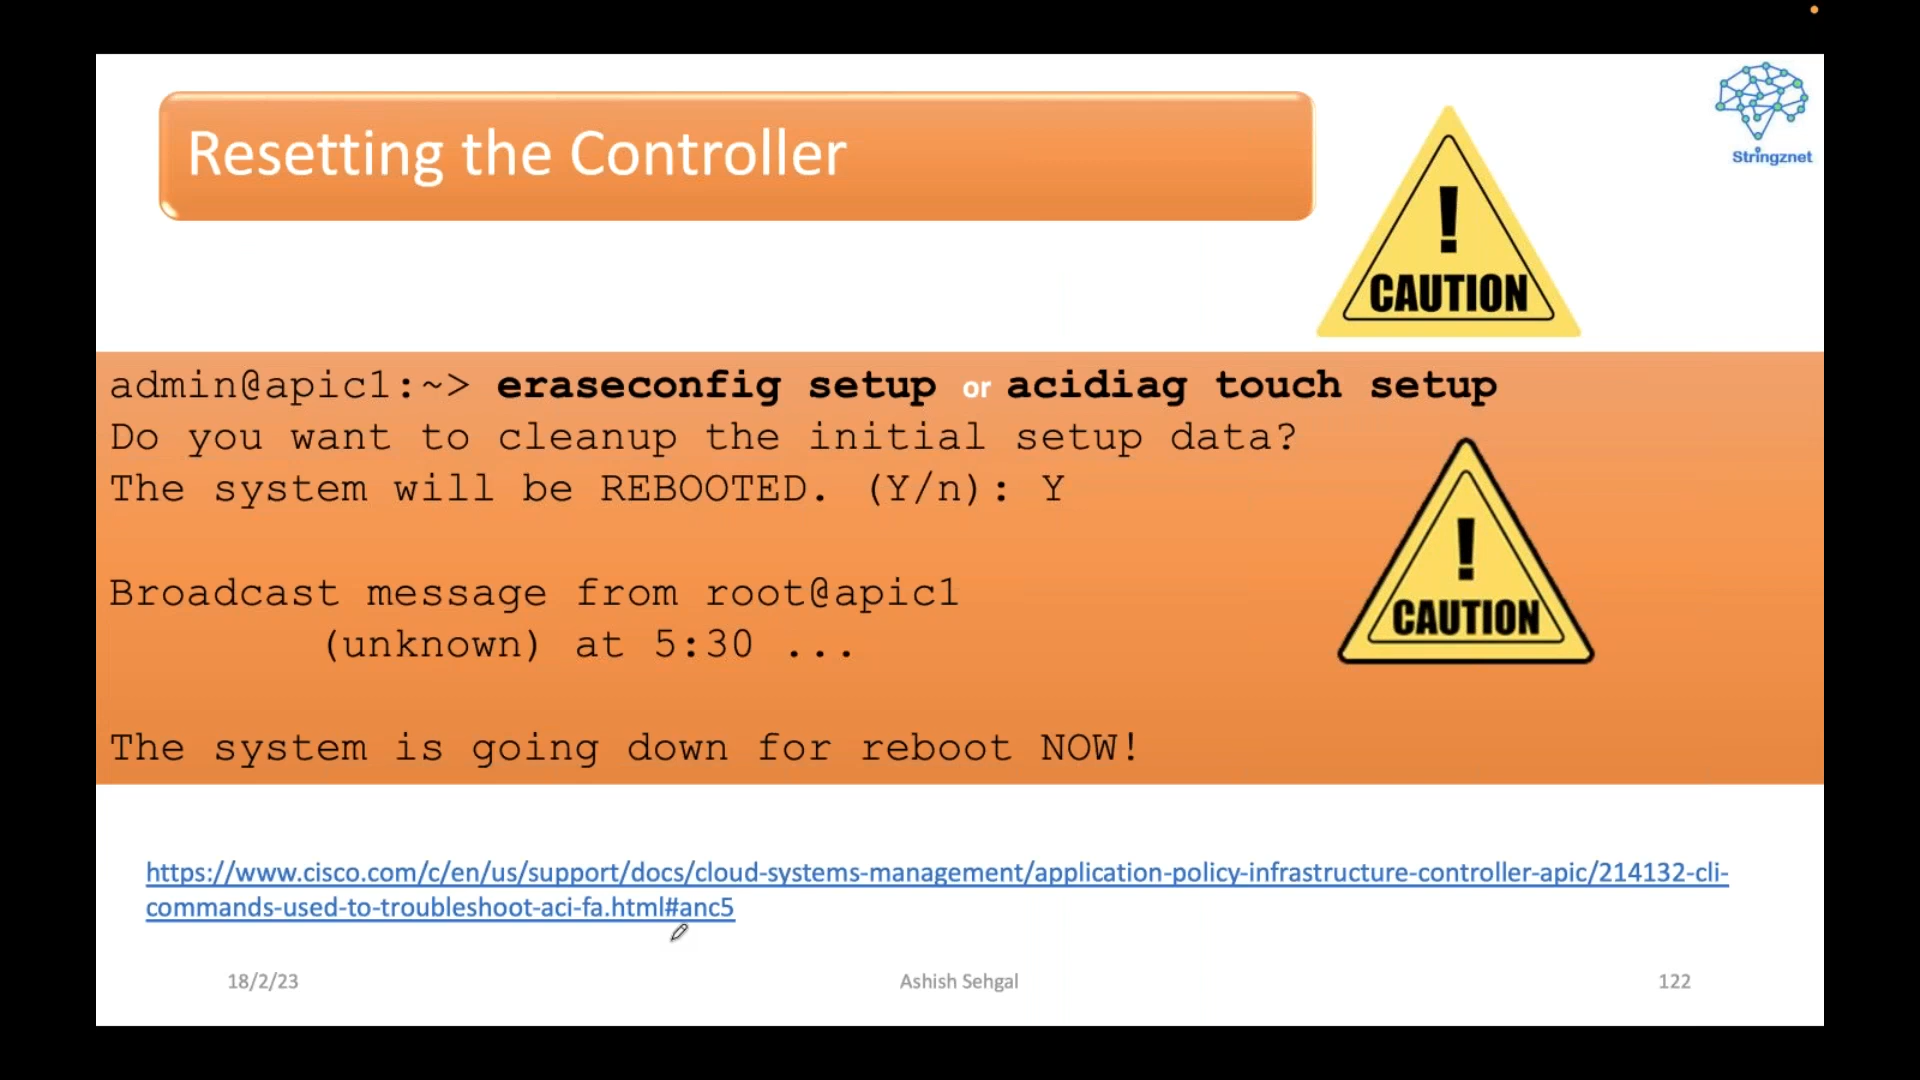 Stringznet
Resetting the Controller
!
CAUTION
admin@apic1:~> eraseconfig setup or acidiag touch setup
Do you want to cleanup the initial setup data?
The system will be REBOOTED. (Y/n): Y
!
CAUTION
Broadcast message from root@apic1
(unknown) at 5:30 ...
The system is going down for reboot NOW!
https://www.cisco.com/c/en/us/support/docs/cloud-systems-management/application-policy-infrastructure-controller-apic/214132-cli-
commands-used-to-troubleshoot-aci-fa.html#anc5
18/2/23
Ashish Sehgal
122